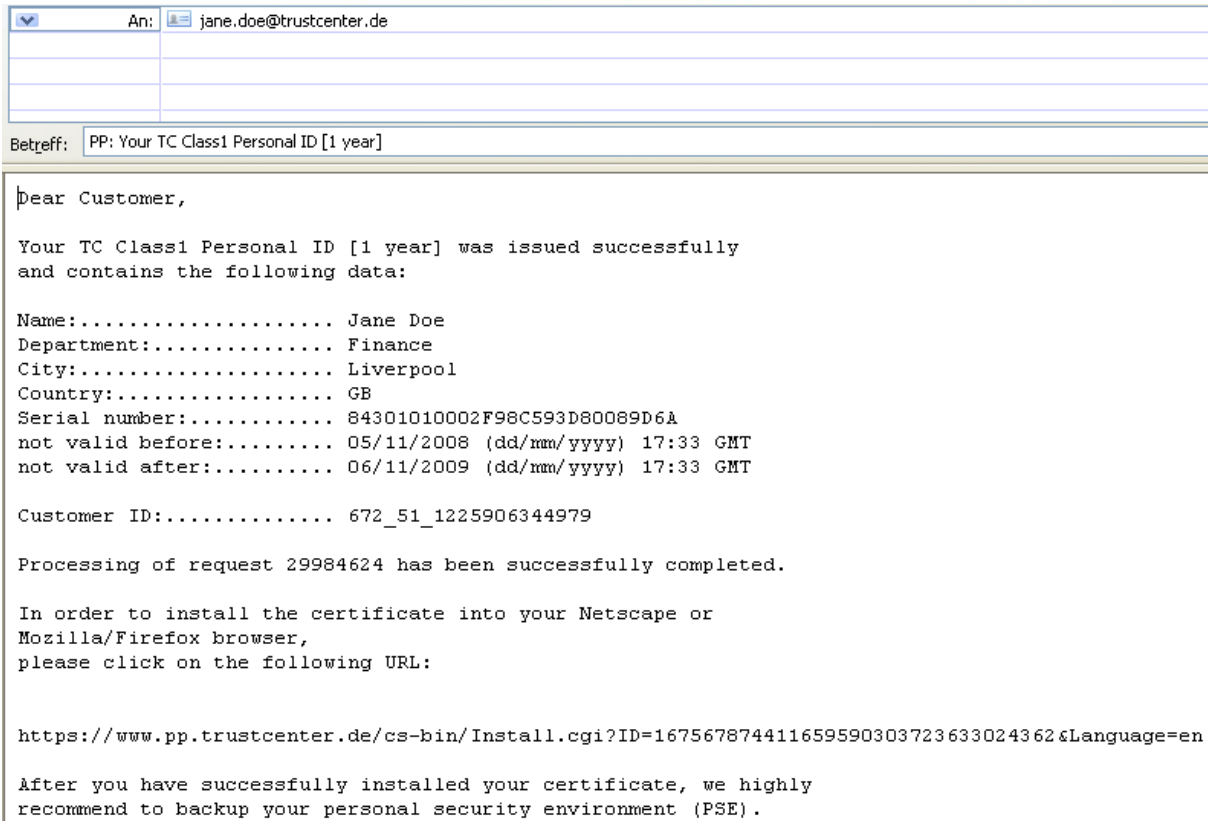 An: jane.doe@trustcenter.de
Betreff: PP: Your TC Class1 Personal ID [1 year]
Dear Customer,
Your TC Class1 Personal ID [1 year] was issued successfully
and contains the following data:
Name:..................... Jane Doe
Department:............... Finance
City:..................... Liverpool
Country:.................. GB
Serial number:............ 84301010002F98C593D80089D6A
not valid before:......... 05/11/2008 (dd/mm/yyyy) 17:33 GMT
not valid after:.......... 06/11/2009 (dd/mm/yyyy) 17:33 GMT
Customer ID:.............. 672_51_1225906344979
Processing of request 29984624 has been successfully completed.
In order to install the certificate into your Netscape or
Mozilla/Firefox browser,
please click on the following URL:
https://www.pp.trustcenter.de/cs-bin/Install.cgi?ID=167567874411659590303723633024362&Language=en
After you have successfully installed your certificate, we highly
recommend to backup your personal security environment (PSE).